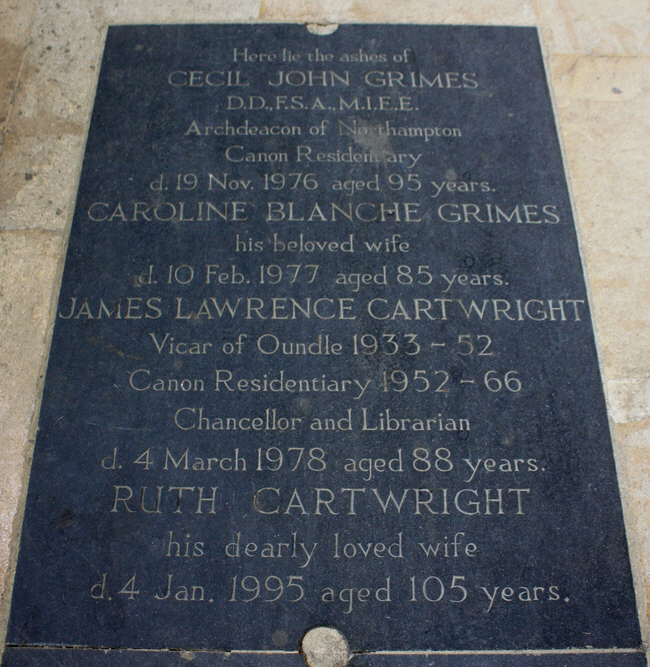 Here lie the ashes of
CECIL JOHN GRIMES
D.D., F.S.A., M.I.E.E.
Archdeacon of Northampton
Canon Residentiary
d. 19 Nov. 1976 aged 95 years.
CAROLINE BLANCHE GRIMES
his beloved wife
d. 10 Feb. 1977 aged 85 years.
JAMES LAWRENCE CARTWRIGHT
Vicar of Oundle 1933 - 52
Canon Residentiary 1952 - 66
Chancellor and Librarian
d. 4 March 1978 aged 88 years.
RUTH CARTWRIGHT
his dearly loved wife
d. 4 Jan. 1995 aged 105 years.